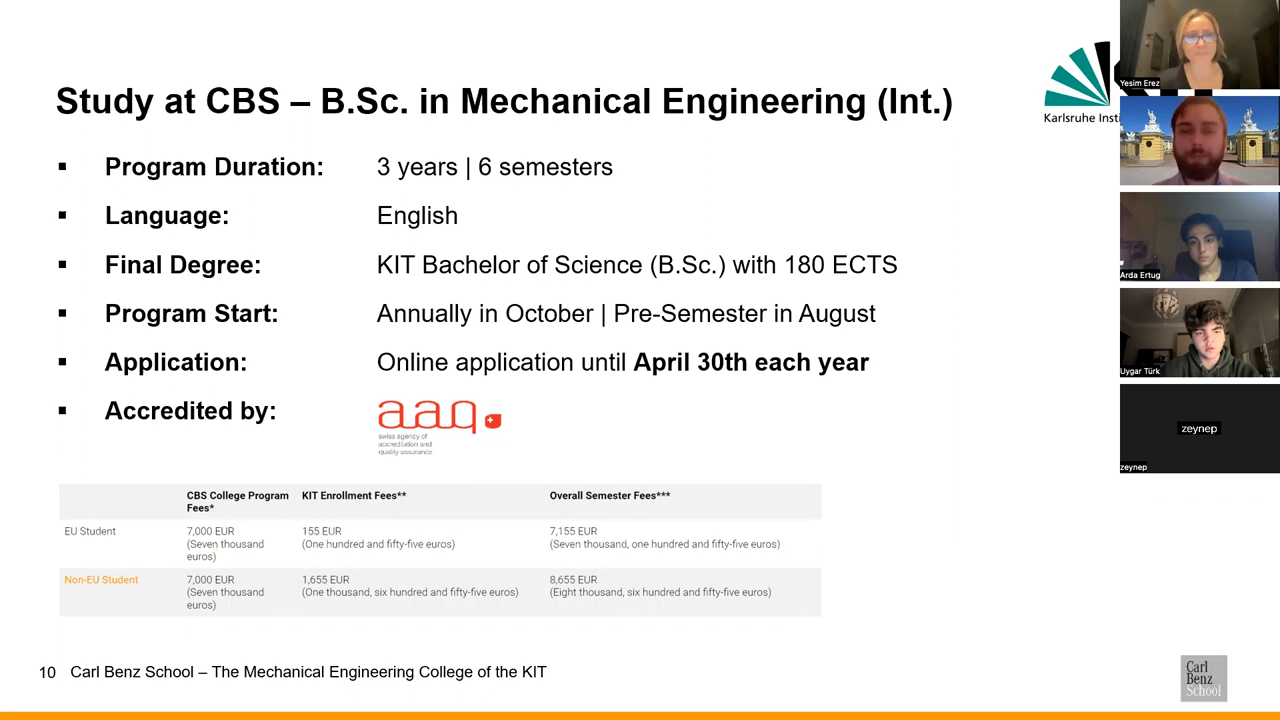 Study at CBS – B.Sc. in Mechanical Engineering (Int.)
Karlsruhe Insti
▪ Program Duration: 3 years | 6 semesters
▪ Language: English
▪ Final Degree: KIT Bachelor of Science (B.Sc.) with 180 ECTS
▪ Program Start: Annually in October | Pre-Semester in August
▪ Application: Online application until April 30th each year
▪ Accredited by:
aaq
swiss agency of
accreditation and
quality assurance
CBS College Program Fees* KIT Enrollment Fees** Overall Semester Fees***
EU Student 7,000 EUR (Seven thousand euros) 155 EUR (One hundred and fifty-five euros) 7,155 EUR (Seven thousand, one hundred and fifty-five euros)
Non-EU Student 7,000 EUR (Seven thousand euros) 1,655 EUR (One thousand, six hundred and fifty-five euros) 8,655 EUR (Eight thousand, six hundred and fifty-five euros)
10 Carl Benz School – The Mechanical Engineering College of the KIT
Carl
Benz
School
Yesim Erez
Arda Ertug
Uygar Türk
zeynep
zeynep